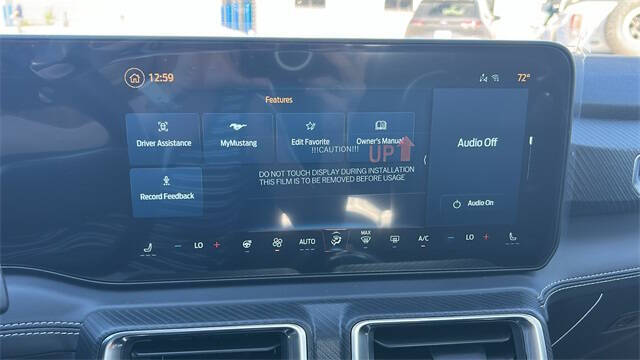 12:59
72°
Features
Driver Assistance
MyMustang
Edit Favorite
Owner's Manual
Audio Off
!!!CAUTION!!!
UP
DO NOT TOUCH DISPLAY DURING INSTALLATION
THIS FILM IS TO BE REMOVED BEFORE USAGE
Record Feedback
Audio On
- LO +
AUTO
MAX
A/C
- LO +